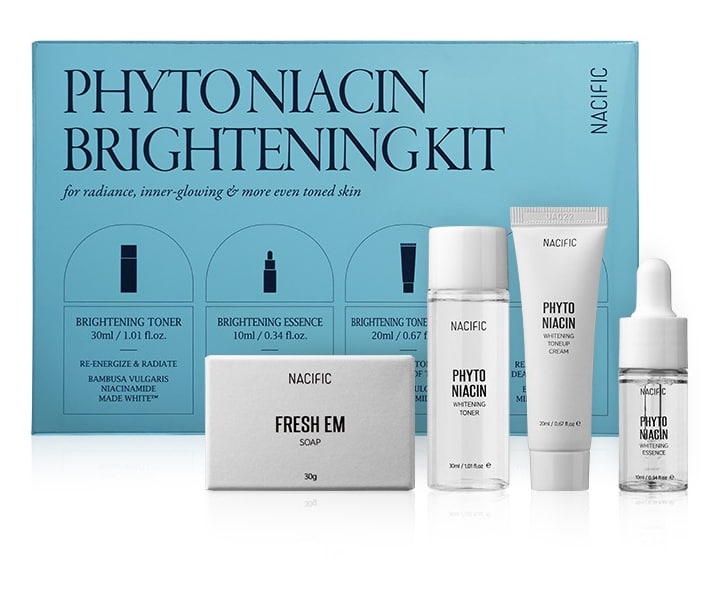 PHYTO NIACIN
BRIGHTENING KIT
for radiance, inner-glowing & more even toned skin
NACIFIC
BRIGHTENING TONER
30ml / 1.01 fl.oz.
RE-ENERGIZE & RADIATE
BAMBUSA VULGARIS
NIACINAMIDE
MADE WHITE™
BRIGHTENING ESSENCE
10ml / 0.34 fl.oz.
BRIGHTENING TONE
20ml / 0.67 f
NACIFIC
FRESH EM
SOAP
30g
NACIFIC
PHYTO
NIACIN
WHITENING
TONER
30ml / 1.01 fl.oz ℮
UA022
NACIFIC
PHYTO
NIACIN
WHITENING
TONEUP
CREAM
20ml / 0.67 fl.oz ℮
NACIFIC
PHYTO
NIACIN
WHITENING
ESSENCE
10ml / 0.34 fl.oz ℮